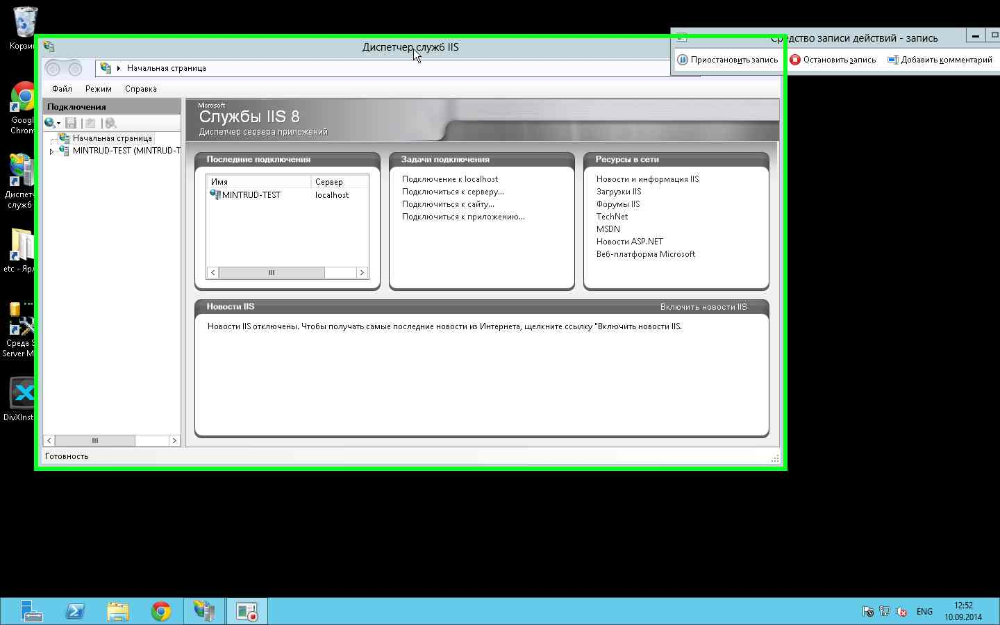 Диспетчер служб IIS
Начальная страница
Файл Режим Справка
Подключения
Начальная страница
MINTRUD-TEST (MINTRUD-T
Microsoft
Службы IIS 8
Диспетчер сервера приложений
Последние подключения
Имя Сервер
MINTRUD-TEST localhost
Задачи подключения
Подключение к localhost
Подключиться к серверу...
Подключиться к сайту...
Подключиться к приложению...
Ресурсы в сети
Новости и информация IIS
Загрузки IIS
Форумы IIS
TechNet
MSDN
Новости ASP.NET
Веб-платформа Microsoft
Новости IIS Включить новости IIS
Новости IIS отключены. Чтобы получать самые последние новости из Интернета, щелкните ссылку "Включить новости IIS.
Готовность
Средство записи действий - запись
Приостановить запись Остановить запись Добавить комментарий
Корзи
Googl
Chrom
Диспетч
служб
etc - Ярл
Среда S
Server M
DivXInst
ENG
12:52
10.09.2014